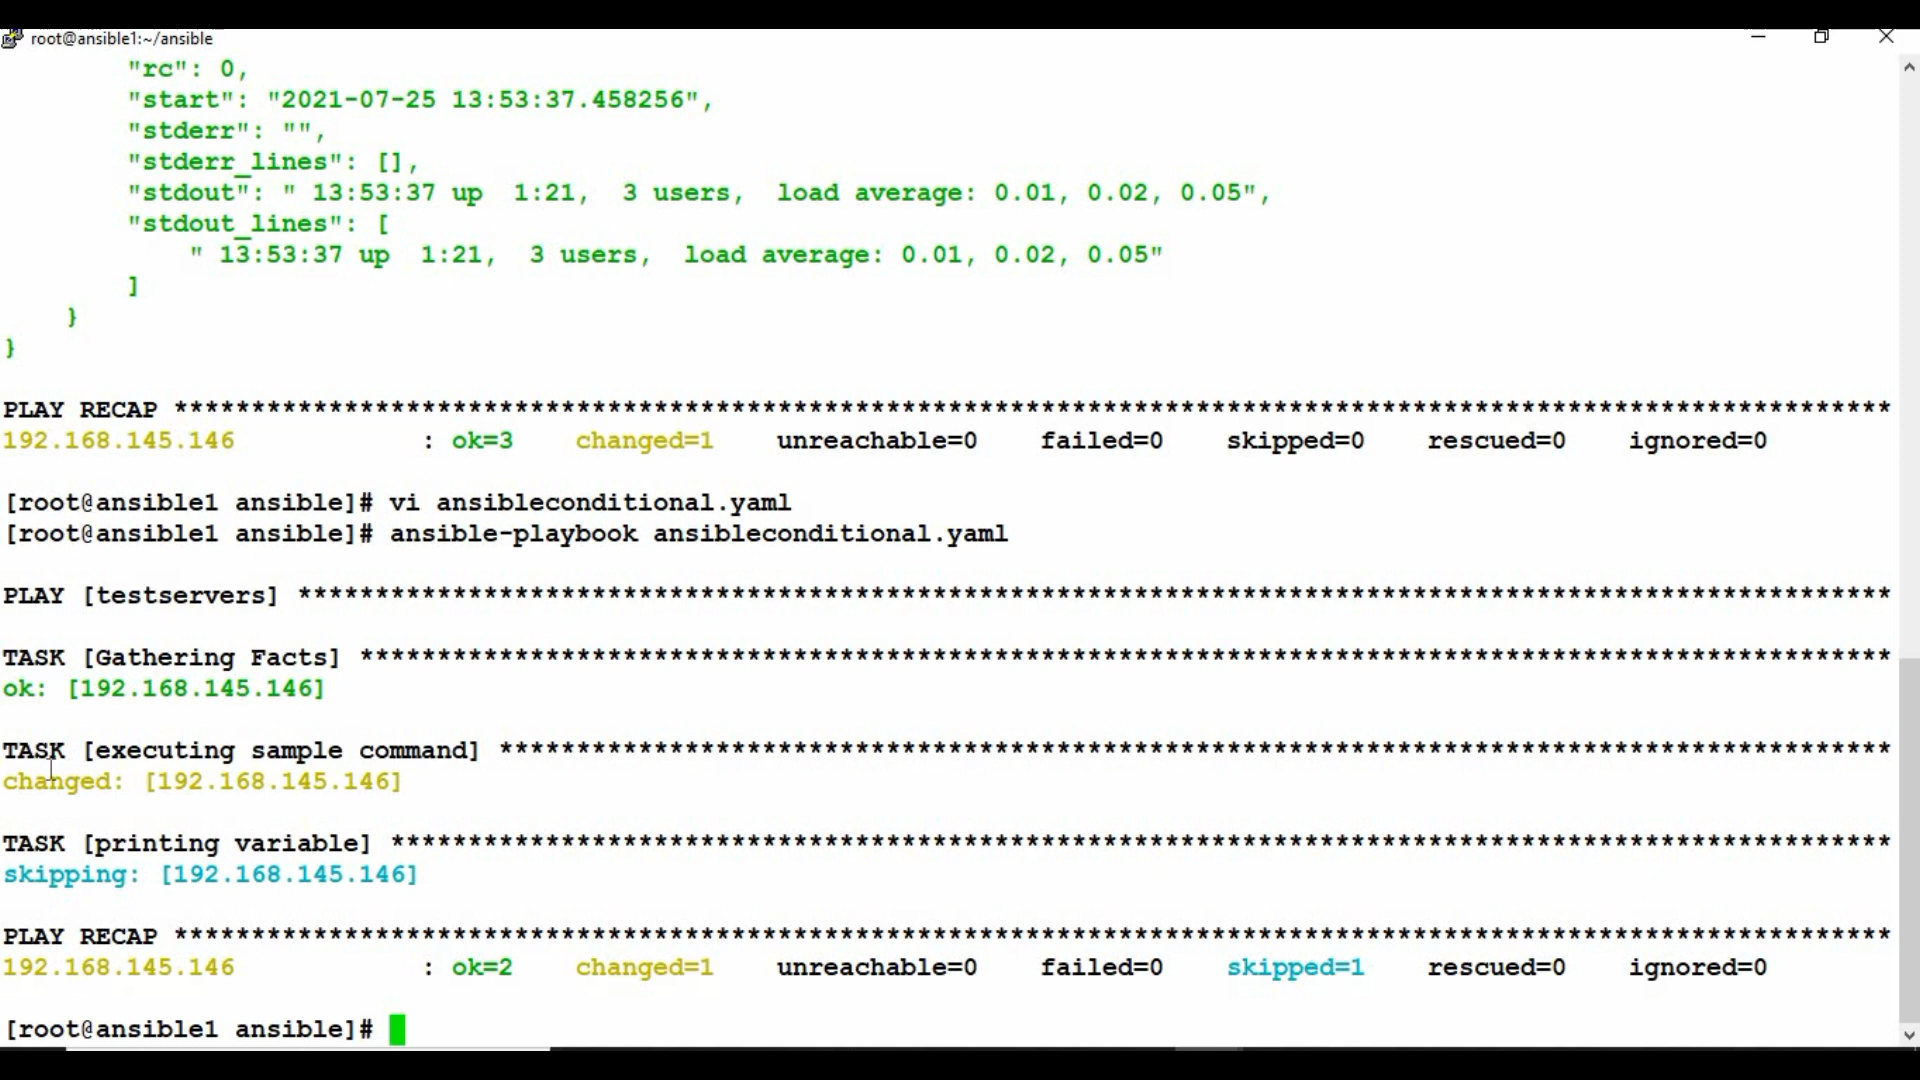 root@ansible1:~/ansible
"rc": 0,
"start": "2021-07-25 13:53:37.458256",
"stderr": "",
"stderr_lines": [],
"stdout": " 13:53:37 up  1:21,  3 users,  load average: 0.01, 0.02, 0.05",
"stdout_lines": [
" 13:53:37 up  1:21,  3 users,  load average: 0.01, 0.02, 0.05"
]
}
}
PLAY RECAP ***************************************************************************************************************
192.168.145.146            : ok=3    changed=1    unreachable=0    failed=0    skipped=0    rescued=0    ignored=0
[root@ansible1 ansible]# vi ansibleconditional.yaml
[root@ansible1 ansible]# ansible-playbook ansibleconditional.yaml
PLAY [testservers] *******************************************************************************************************
TASK [Gathering Facts] ***************************************************************************************************
ok: [192.168.145.146]
TASK [executing sample command] ******************************************************************************************
changed: [192.168.145.146]
TASK [printing variable] *************************************************************************************************
skipping: [192.168.145.146]
PLAY RECAP ***************************************************************************************************************
192.168.145.146            : ok=2    changed=1    unreachable=0    failed=0    skipped=1    rescued=0    ignored=0
[root@ansible1 ansible]#